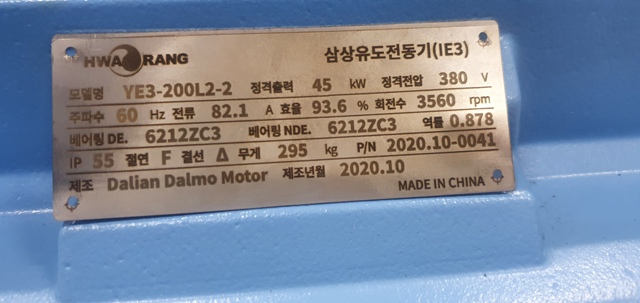 HWARANG 삼상유도전동기(IE3)
모델명 YE3-200L2-2 정격출력 45 kW 정격전압 380 V
주파수 60 Hz 전류 82.1 A 효율 93.6 % 회전수 3560 rpm
베어링 DE. 6212ZC3 베어링 NDE. 6212ZC3 역률 0.878
IP 55 절연 F 결선 Δ 무게 295 kg P/N 2020.10-0041
제조 Dalian Dalmo Motor 제조년월 2020.10
MADE IN CHINA